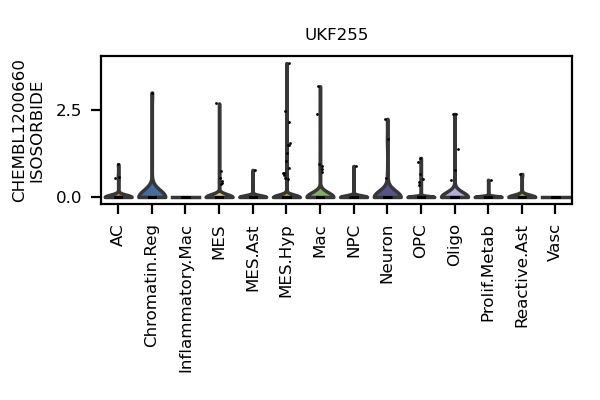 UKF255
CHEMBL1200660
ISOSORBIDE
2.5
0.0
AC
Chromatin.Reg
Inflammatory.Mac
MES
MES.Ast
MES.Hyp
Mac
NPC
Neuron
OPC
Oligo
Prolif.Metab
Reactive.Ast
Vasc